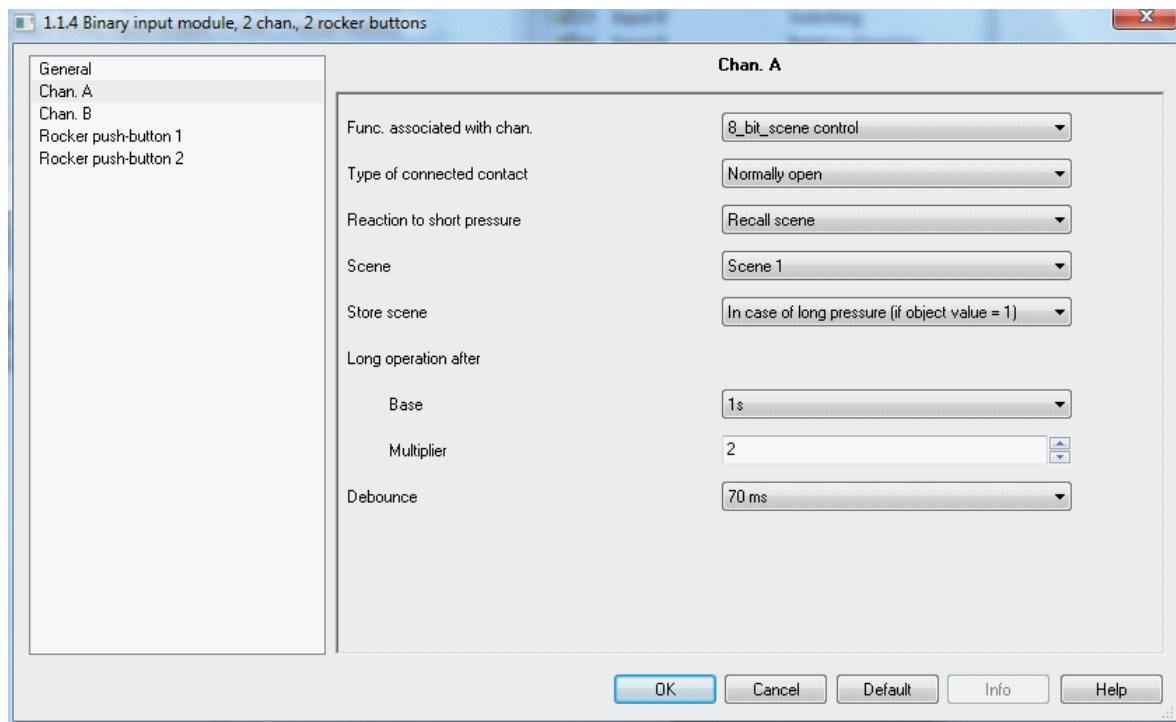 1.1.4 Binary input module, 2 chan., 2 rocker buttons
General
Chan. A
Chan. B
Rocker push-button 1
Rocker push-button 2
Chan. A
Func. associated with chan. 8_bit_scene control
Type of connected contact Normally open
Reaction to short pressure Recall scene
Scene Scene 1
Store scene In case of long pressure (if object value = 1)
Long operation after
Base 1s
Multiplier 2
Debounce 70 ms
OK Cancel Default Info Help